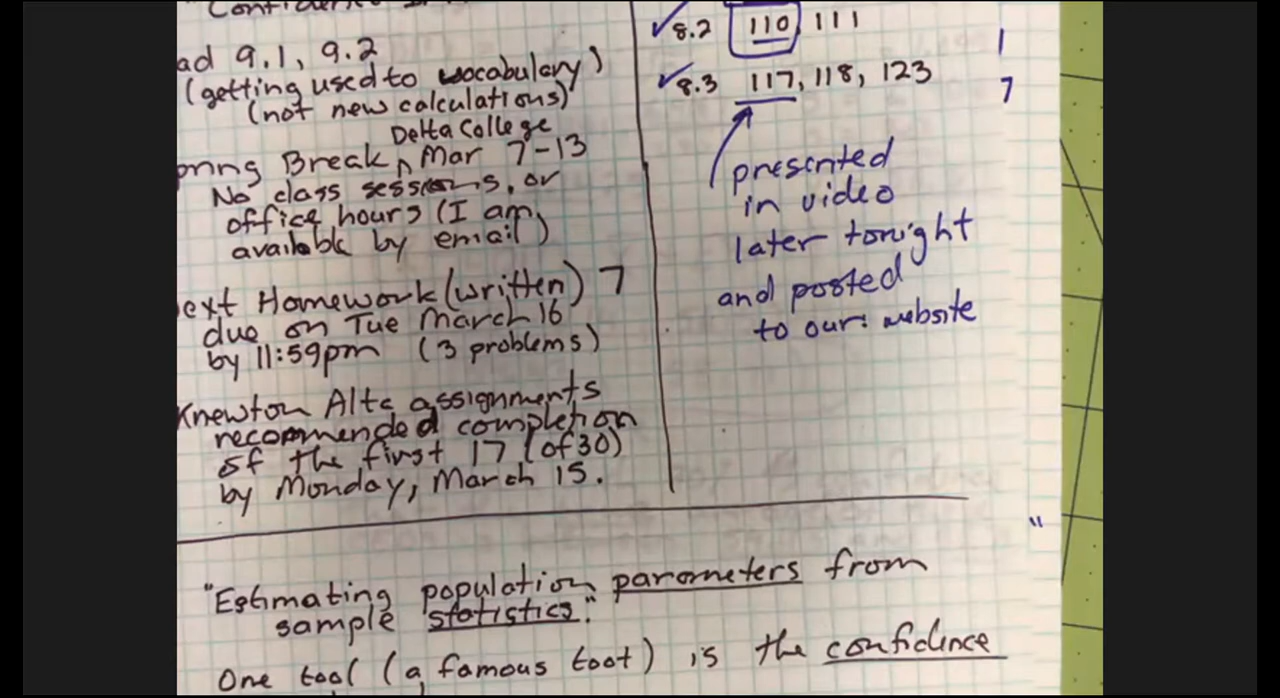 "Confidence
ad 9.1, 9.2
(getting used to vocabulary)
(not new calculations)
Delta College
pring Break, Mar 7-13
No class sessions, or
office hours (I am
available by email)
ext Homework (written) 7
due on Tue March 16
by 11:59pm (3 problems)
Knewton Alta assignments
recommended completion
of the first 17 (of 30)
by Monday, March 15.
✓8.2 110, 111
✓8.3 117, 118, 123
1
7
presented
in video
later tonight
and posted
to our website
"
"Estimating population parameters from
sample statistics."
One tool (a famous toot) is the confidence